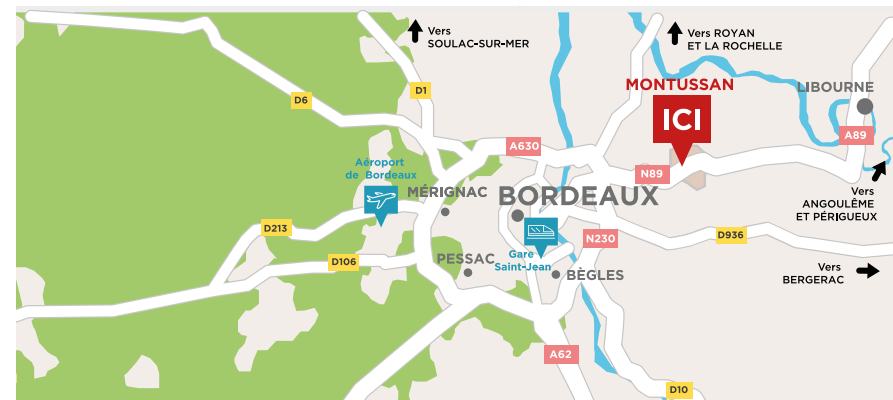 Vers
SOULAC-SUR-MER
Vers ROYAN
ET LA ROCHELLE
MONTUSSAN
ICI
LIBOURNE
D6
D1
A630
A89
Aéroport
de Bordeaux
N89
MÉRIGNAC
BORDEAUX
Vers
ANGOULÊME
ET PÉRIGUEUX
D213
N230
D936
D106
PESSAC
Gare
Saint-Jean
BÈGLES
Vers
BERGERAC
A62
D10